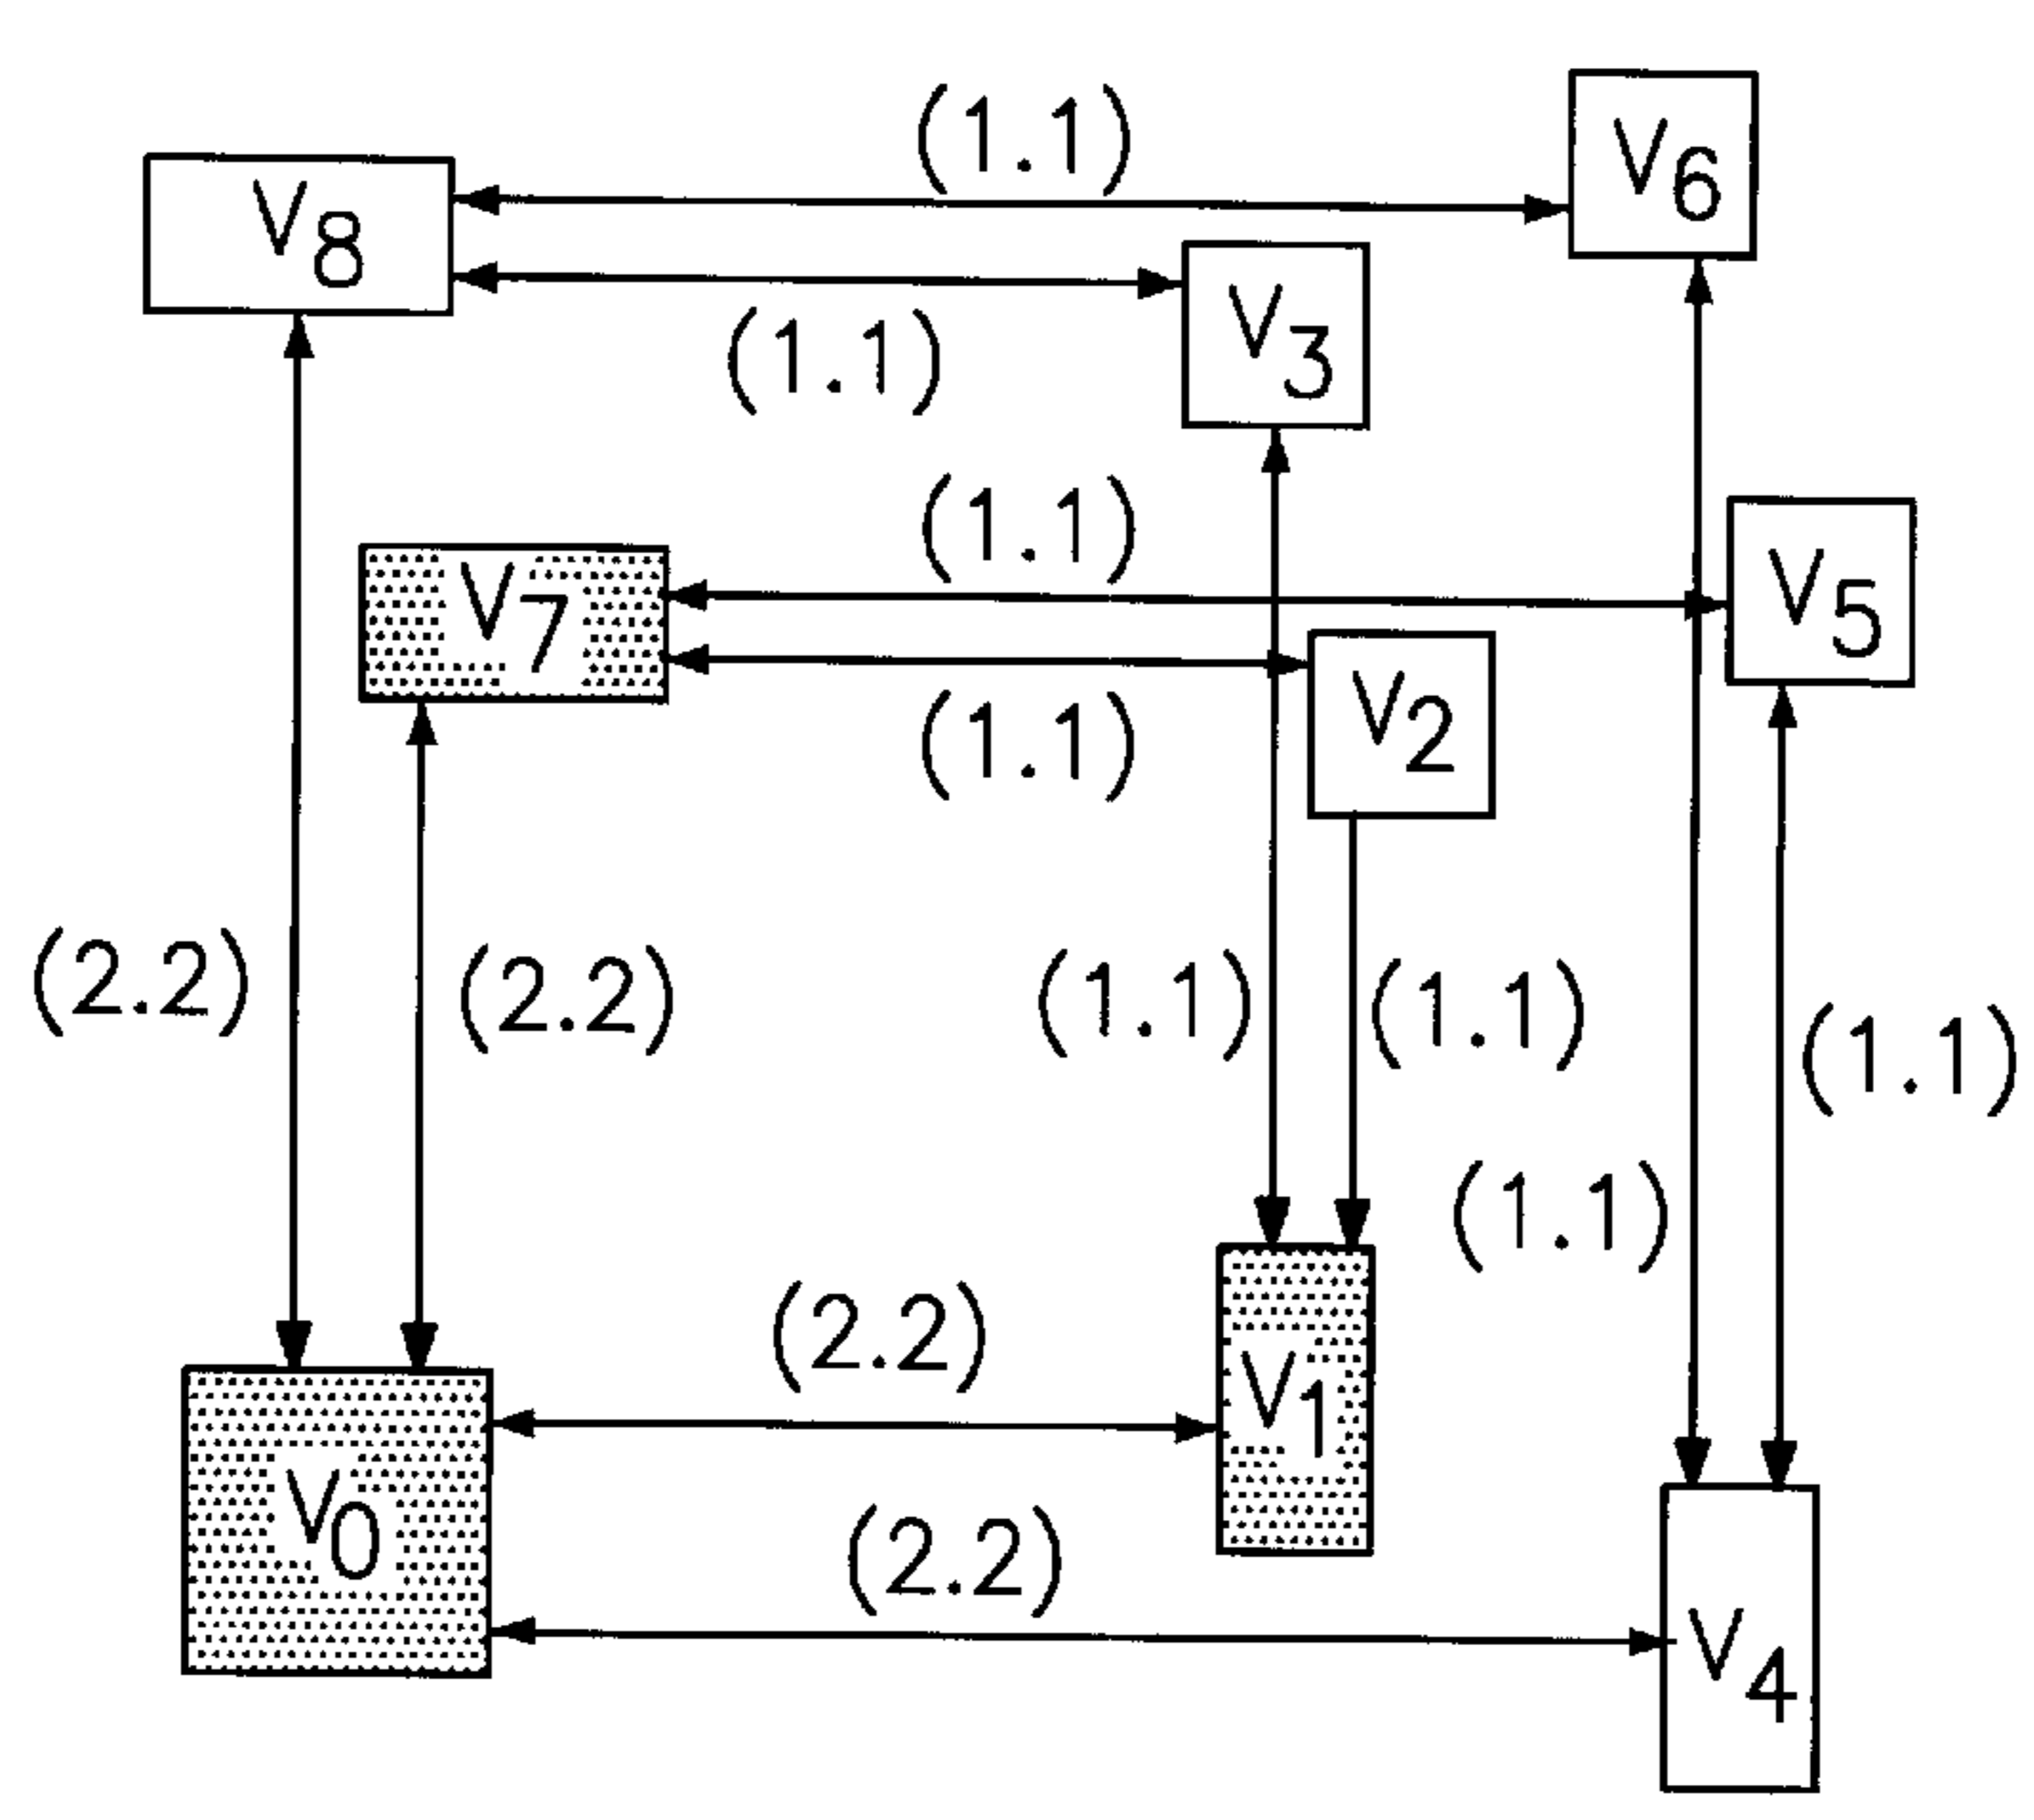 (1.1)
V6
V8
V3
(1.1)
(1.1)
V5
V7
V2
(1.1)
(2.2)
(2.2)
(1.1)
(1.1)
(1.1)
(1.1)
(2.2)
V1
V0
(2.2)
V4